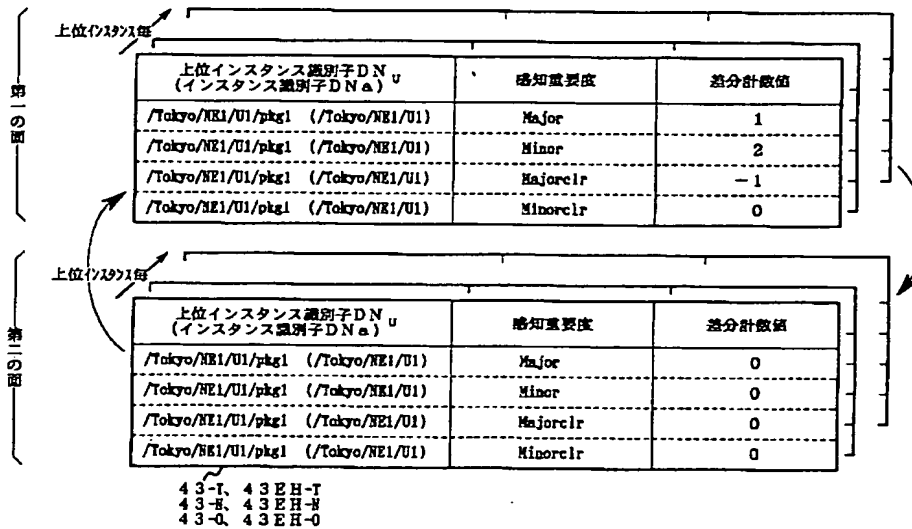 上位インスタンス毎
第一の面
上位インスタンス識別子DNU 感知重要度 差分計数値
(インスタンス識別子DNa)
/Tokyo/NE1/U1/pkg1 (/Tokyo/NE1/U1) Major 1
/Tokyo/NE1/U1/pkg1 (/Tokyo/NE1/U1) Minor 2
/Tokyo/NE1/U1/pkg1 (/Tokyo/NE1/U1) Majorclr -1
/Tokyo/NE1/U1/pkg1 (/Tokyo/NE1/U1) Minorclr 0
上位インスタンス毎
第二の面
上位インスタンス識別子DNU 感知重要度 差分計数値
(インスタンス識別子DNa)
/Tokyo/NE1/U1/pkg1 (/Tokyo/NE1/U1) Major 0
/Tokyo/NE1/U1/pkg1 (/Tokyo/NE1/U1) Minor 0
/Tokyo/NE1/U1/pkg1 (/Tokyo/NE1/U1) Majorclr 0
/Tokyo/NE1/U1/pkg1 (/Tokyo/NE1/U1) Minorclr 0
43-T、43EH-T
43-N、43EH-N
43-O、43EH-O